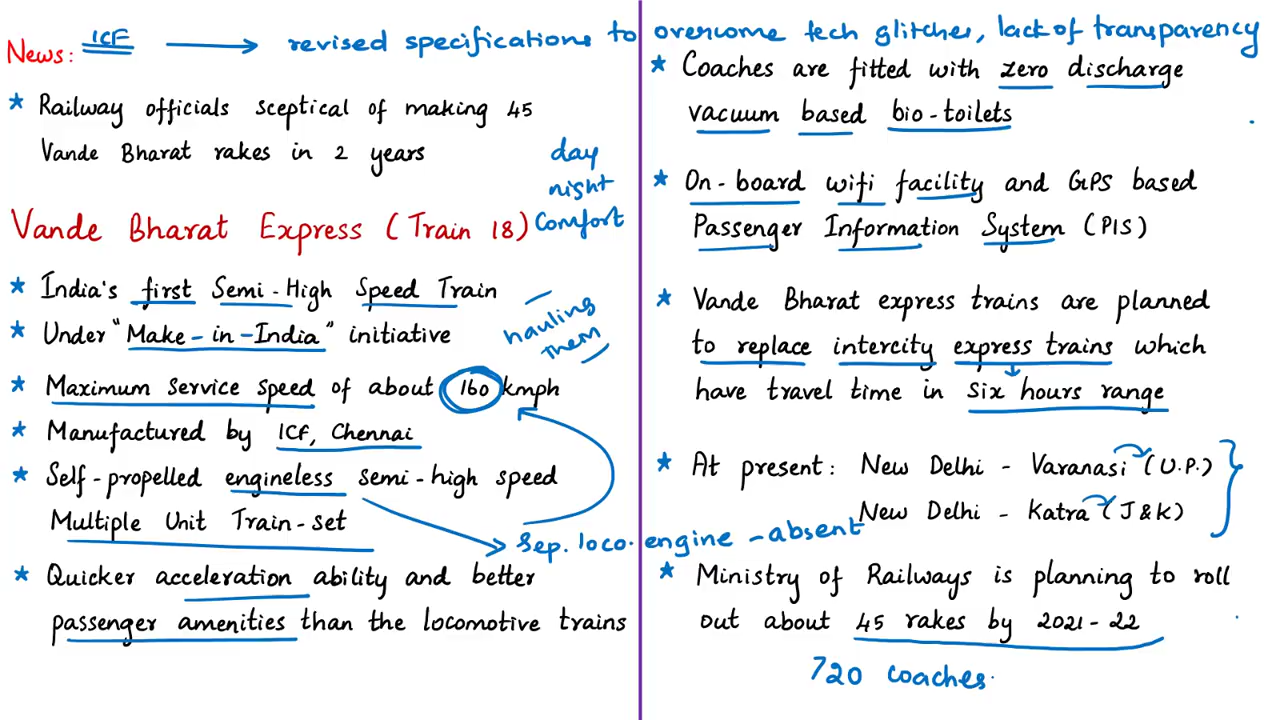 News: ICF → revised specifications to overcome tech glitches, lack of transparency
* Railway officials sceptical of making 45
Vande Bharat rakes in 2 years
day
night
comfort
Vande Bharat Express (Train 18)
* India's first Semi-High Speed Train
* Under "Make-in-India" initiative
hauling
them
* Maximum service speed of about 160 kmph
* Manufactured by ICF, Chennai
* Self-propelled engineless semi-high speed
Multiple Unit Train-set
Sep. loco. engine - absent
* Quicker acceleration ability and better
passenger amenities than the locomotive trains
* Coaches are fitted with zero discharge
vacuum based bio-toilets
* On-board wifi facility and GPS based
Passenger Information System (PIS)
* Vande Bharat express trains are planned
to replace intercity express trains which
have travel time in six hours range
* At present: New Delhi - Varanasi (U.P.)
New Delhi - Katra (J&K)
* Ministry of Railways is planning to roll
out about 45 rakes by 2021-22
720 coaches.